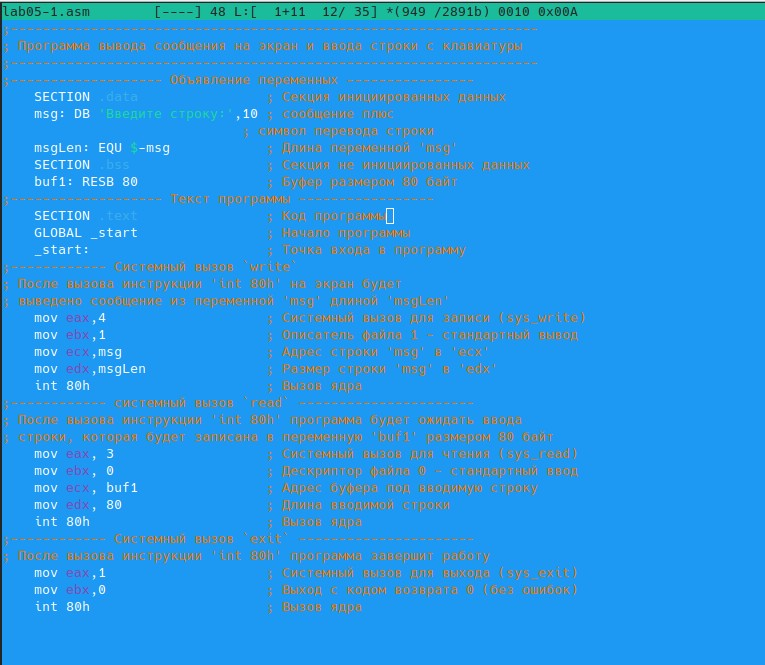 lab05-1.asm [----] 48 L:[ 1+11 12/ 35] *(949 /2891b) 0010 0x00A
;--------------------------------------------------------------------
; Программа вывода сообщения на экран и ввода строки с клавиатуры
;--------------------------------------------------------------------
;------------------- Объявление переменных ----------------
SECTION .data ; Секция инициированных данных
msg: DB 'Введите строку:',10 ; сообщение плюс
; символ перевода строки
msgLen: EQU $-msg ; Длина переменной 'msg'
SECTION .bss ; Секция не инициированных данных
buf1: RESB 80 ; Буфер размером 80 байт
;------------------- Текст программы -----------------
SECTION .text ; Код программы
GLOBAL _start ; Начало программы
_start: ; Точка входа в программу
;------------ Системный вызов `write`
; После вызова инструкции 'int 80h' на экран будет
; выведено сообщение из переменной 'msg' длиной 'msgLen'
mov eax,4 ; Системный вызов для записи (sys_write)
mov ebx,1 ; Описатель файла 1 - стандартный вывод
mov ecx,msg ; Адрес строки 'msg' в 'ecx'
mov edx,msgLen ; Размер строки 'msg' в 'edx'
int 80h ; Вызов ядра
;------------ системный вызов `read` ----------------------
; После вызова инструкции 'int 80h' программа будет ожидать ввода
; строки, которая будет записана в переменную 'buf1' размером 80 байт
mov eax, 3 ; Системный вызов для чтения (sys_read)
mov ebx, 0 ; Дескриптор файла 0 - стандартный ввод
mov ecx, buf1 ; Адрес буфера под вводимую строку
mov edx, 80 ; Длина вводимой строки
int 80h ; Вызов ядра
;------------ Системный вызов `exit` ----------------------
; После вызова инструкции 'int 80h' программа завершит работу
mov eax,1 ; Системный вызов для выхода (sys_exit)
mov ebx,0 ; Выход с кодом возврата 0 (без ошибок)
int 80h ; Вызов ядра